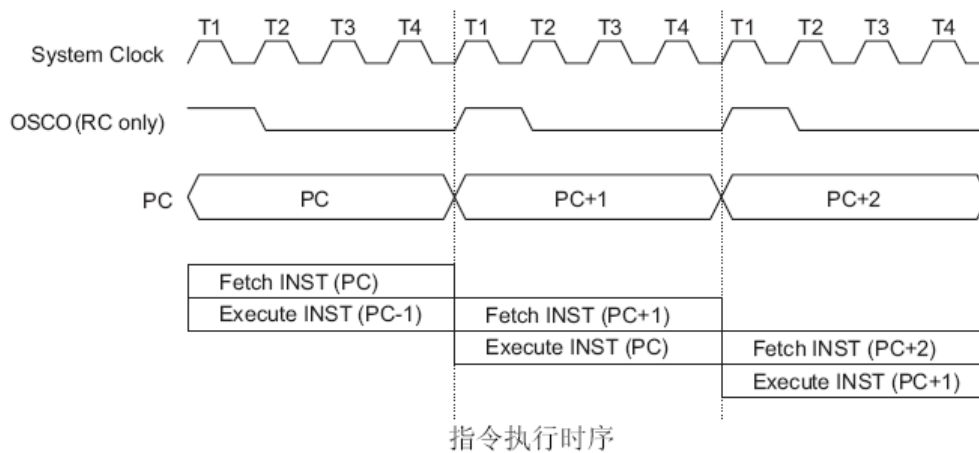 T1 T2 T3 T4 T1 T2 T3 T4 T1 T2 T3 T4
System Clock
OSCO (RC only)
PC PC PC+1 PC+2
Fetch INST (PC)
Execute INST (PC-1) Fetch INST (PC+1)
Execute INST (PC) Fetch INST (PC+2)
Execute INST (PC+1)
指令执行时序